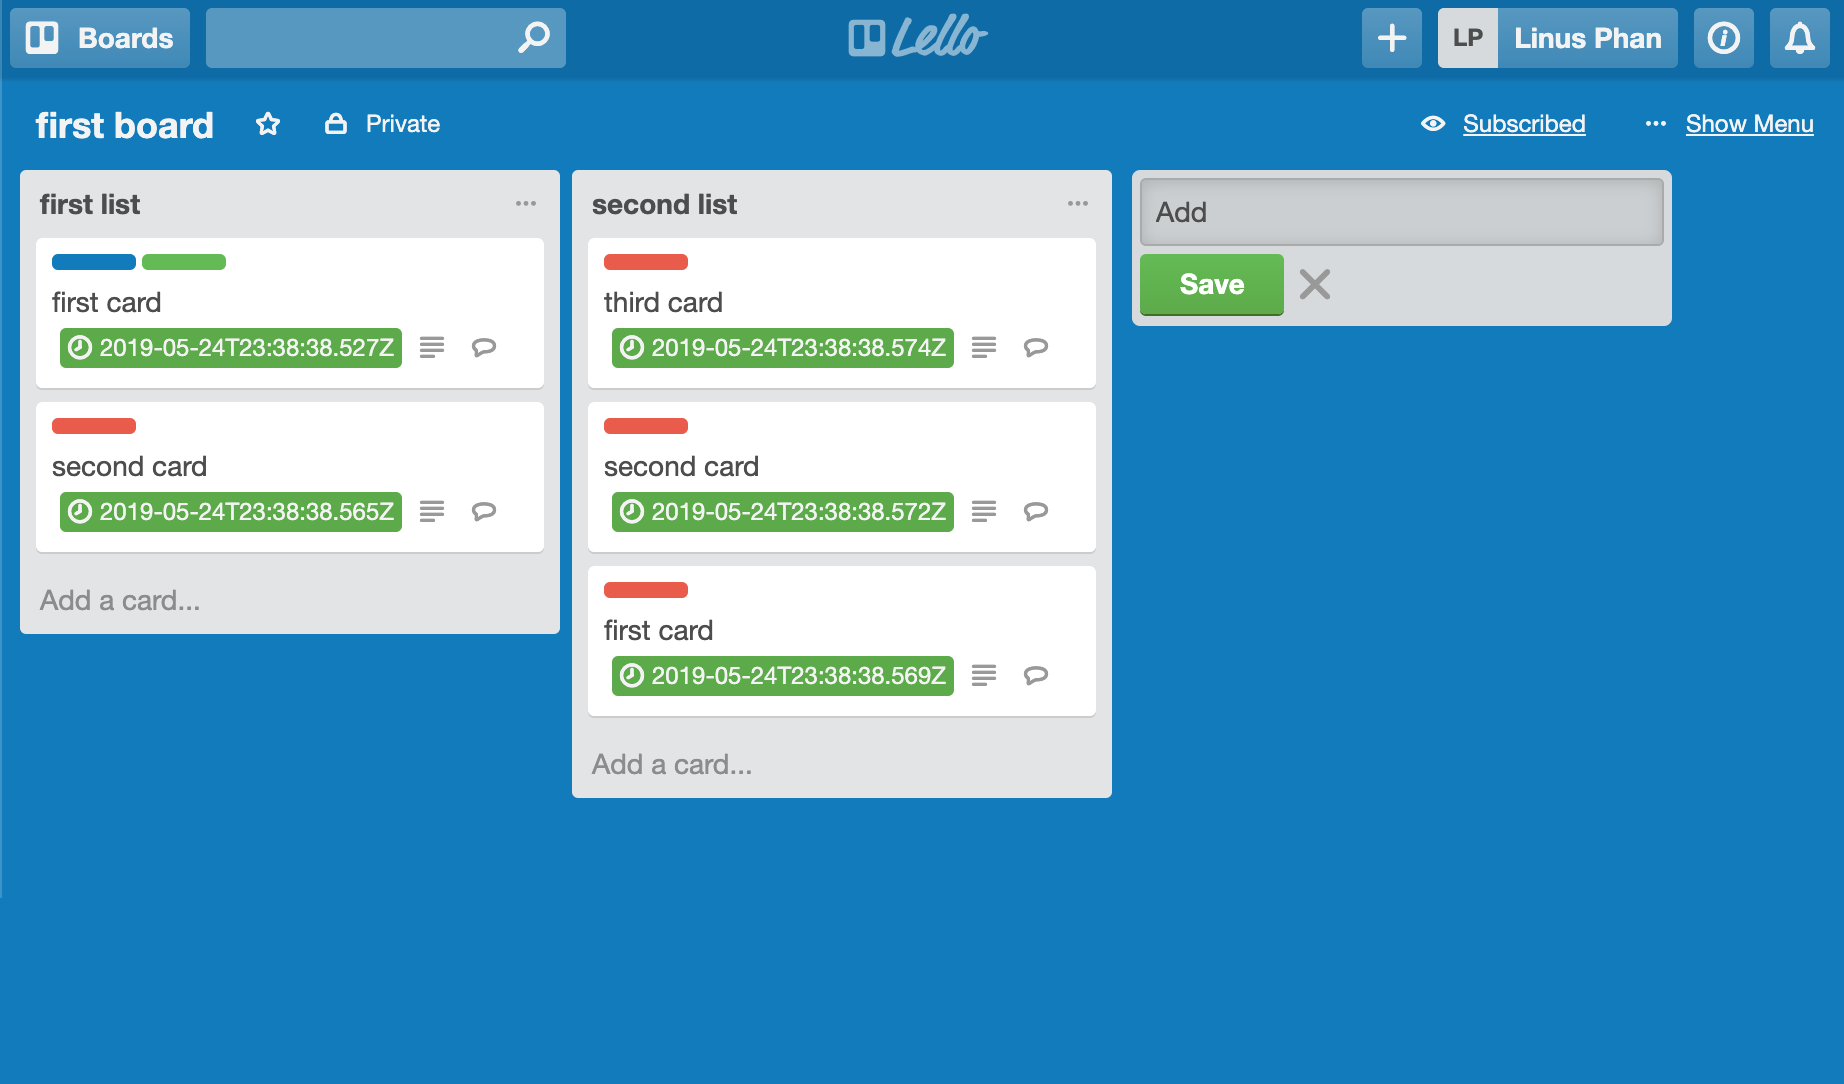 Boards
Lello
LP
Linus Phan
first board
Private
Subscribed
Show Menu
first list
first card
2019-05-24T23:38:38.527Z
second card
2019-05-24T23:38:38.565Z
Add a card...
second list
third card
2019-05-24T23:38:38.574Z
second card
2019-05-24T23:38:38.572Z
first card
2019-05-24T23:38:38.569Z
Add a card...
Add
Save